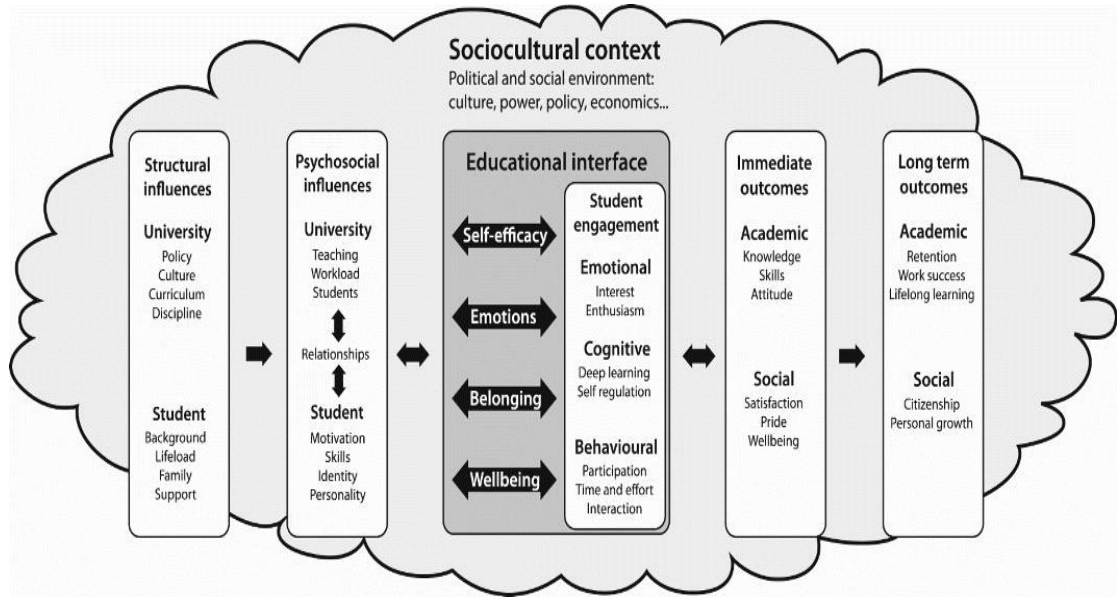 Sociocultural context
Political and social environment:
culture, power, policy, economics...
Structural
influences
University
Policy
Culture
Curriculum
Discipline
Student
Background
Lifeload
Family
Support
Psychosocial
influences
University
Teaching
Workload
Students
Relationships
Student
Motivation
Skills
Identity
Personality
Educational interface
Self-efficacy
Emotions
Belonging
Wellbeing
Student
engagement
Emotional
Interest
Enthusiasm
Cognitive
Deep learning
Self regulation
Behavioural
Participation
Time and effort
Interaction
Immediate
outcomes
Academic
Knowledge
Skills
Attitude
Social
Satisfaction
Pride
Wellbeing
Long term
outcomes
Academic
Retention
Work success
Lifelong learning
Social
Citizenship
Personal growth